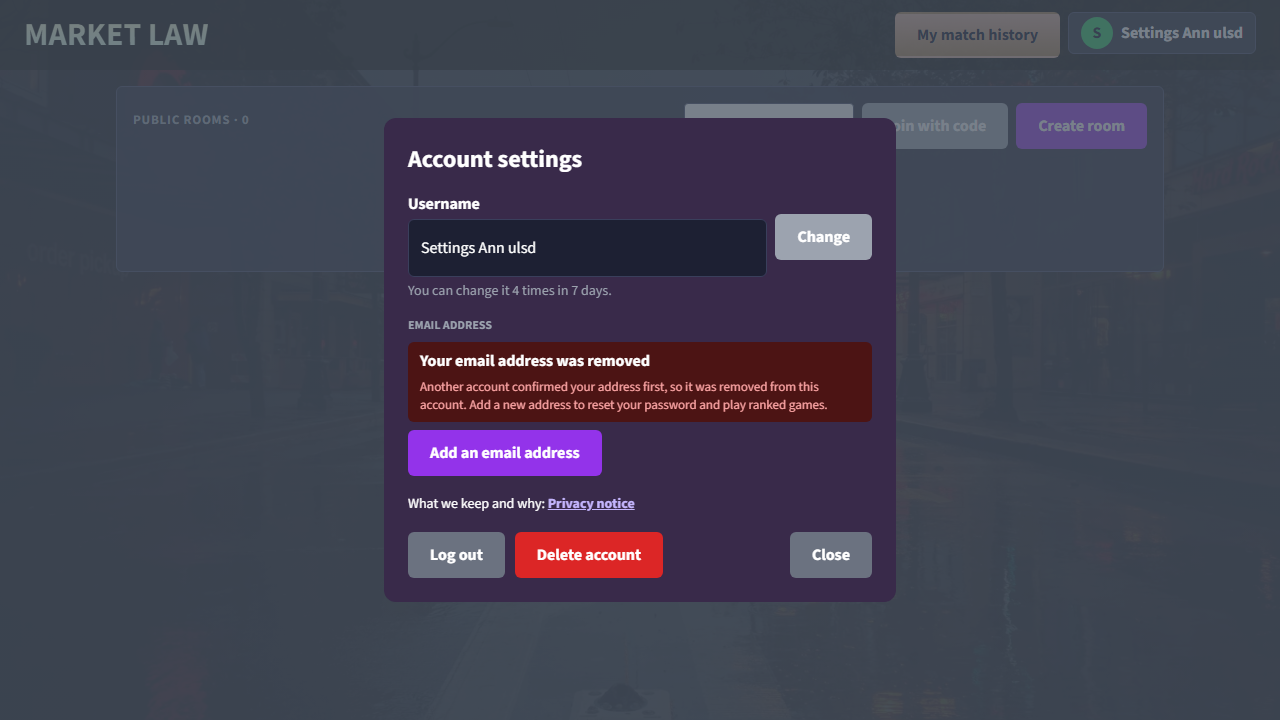 MARKET LAW
My match history
S
Settings Ann ulsd
PUBLIC ROOMS · 0
with code
Create room
Account settings
Username
Settings Ann ulsd
Change
You can change it 4 times in 7 days.
EMAIL ADDRESS
Your email address was removed
Another account confirmed your address first, so it was removed from this
account. Add a new address to reset your password and play ranked games.
Add an email address
What we keep and why: Privacy notice
Log out
Delete account
Close